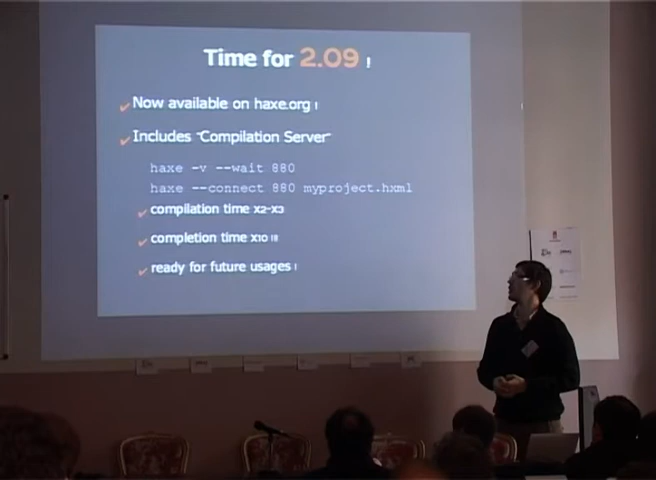 Time for 2.09 !
Now available on haxe.org !
Includes "Compilation Server"
haxe -v --wait 880
haxe --connect 880 myproject.hxml
compilation time x2-x3
completion time x10 !!
ready for future usages !